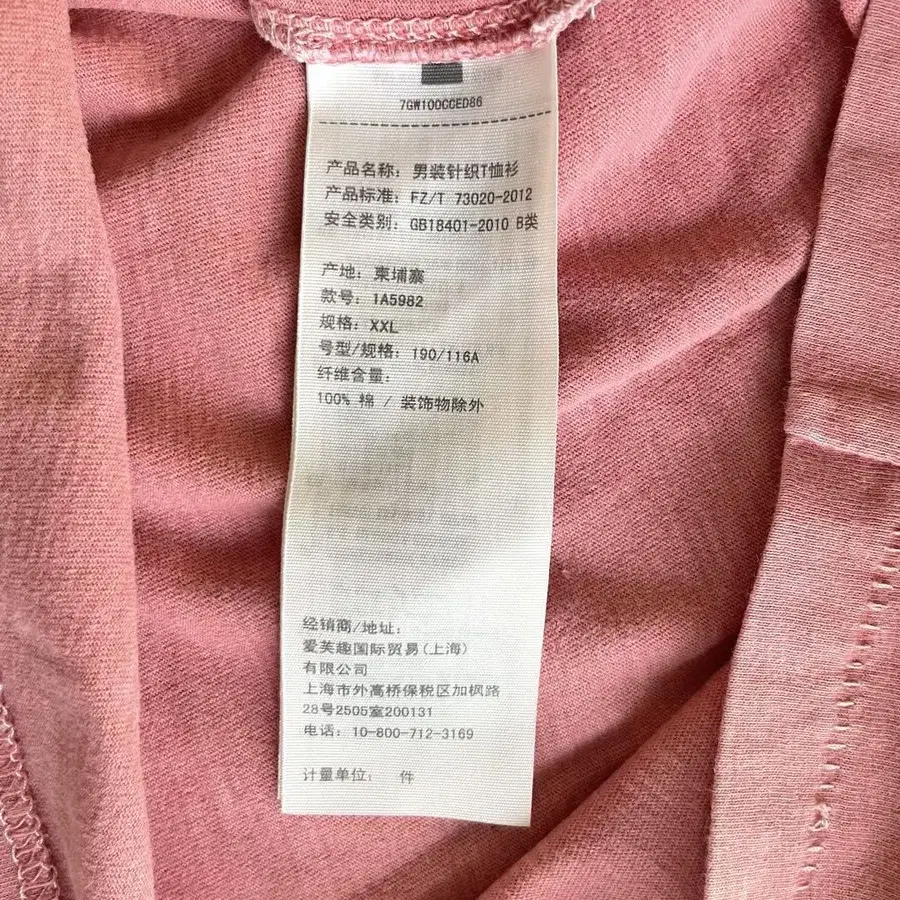 7GW100CCED86
产品名称: 男装针织T恤衫
产品标准: FZ/T 73020-2012
安全类别: GB18401-2010 B类
产地: 柬埔寨
款号: 1A5982
规格: XXL
号型/规格: 190/116A
纤维含量:
100% 棉 / 装饰物除外
经销商/地址:
爱芙趣国际贸易(上海)
有限公司
上海市外高桥保税区加枫路
28号2505室200131
电话: 10-800-712-3169
计量单位: 件